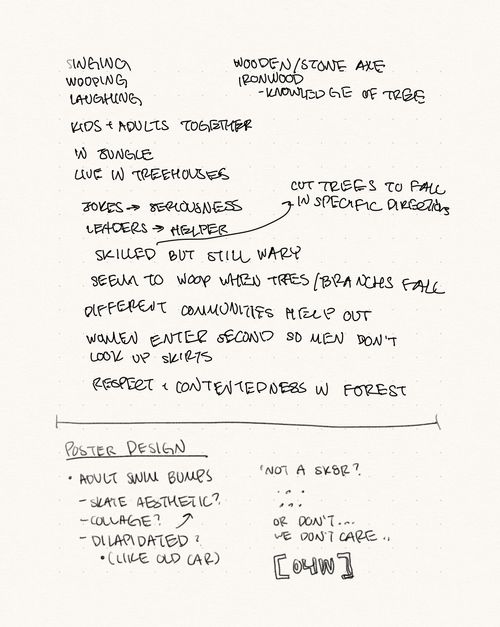 SINGING
WOOPING
LAUGHING
WOODEN/STONE AXE
IRONWOOD
-KNOWLEDGE OF TREE
KIDS + ADULTS TOGETHER
IN JUNGLE
LIVE IN TREEHOUSES
CUT TREES TO FALL
IN SPECIFIC DIRECTIONS
JOKES → SERIOUSNESS
LEADERS → HELPER
SKILLED BUT STILL WARY
SEEM TO WOOP WHEN TREES/BRANCHS FALL
DIFFERENT COMMUNITIES HELP OUT
WOMEN ENTER SECOND SO MEN DON'T
LOOK UP SKIRTS
RESPECT + CONTENTEDNESS W FOREST
POSTER DESIGN
• ADULT SWIM BUMPS
- SKATE AESTHETIC?
- COLLAGE?
- DILAPIDATED?
• (LIKE OLD CAR)
'NOT A SK8R?
OR DON'T...
WE DON'T CARE..
[04W]